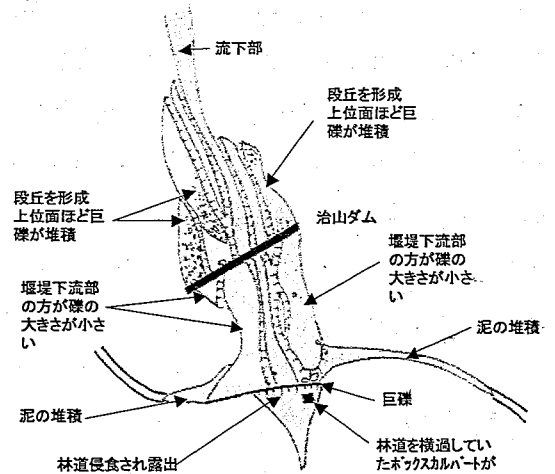 流下部
段丘を形成
上位面ほど巨
礫が堆積
段丘を形成
上位面ほど巨
礫が堆積
治山ダム
堰堤下流部
の方が礫の
大きさが小さ
い
堰堤下流部
の方が礫の
大きさが小さ
い
泥の堆積
泥の堆積
巨礫
林道侵食され露出
林道を横過してい
たボックスカルバートが